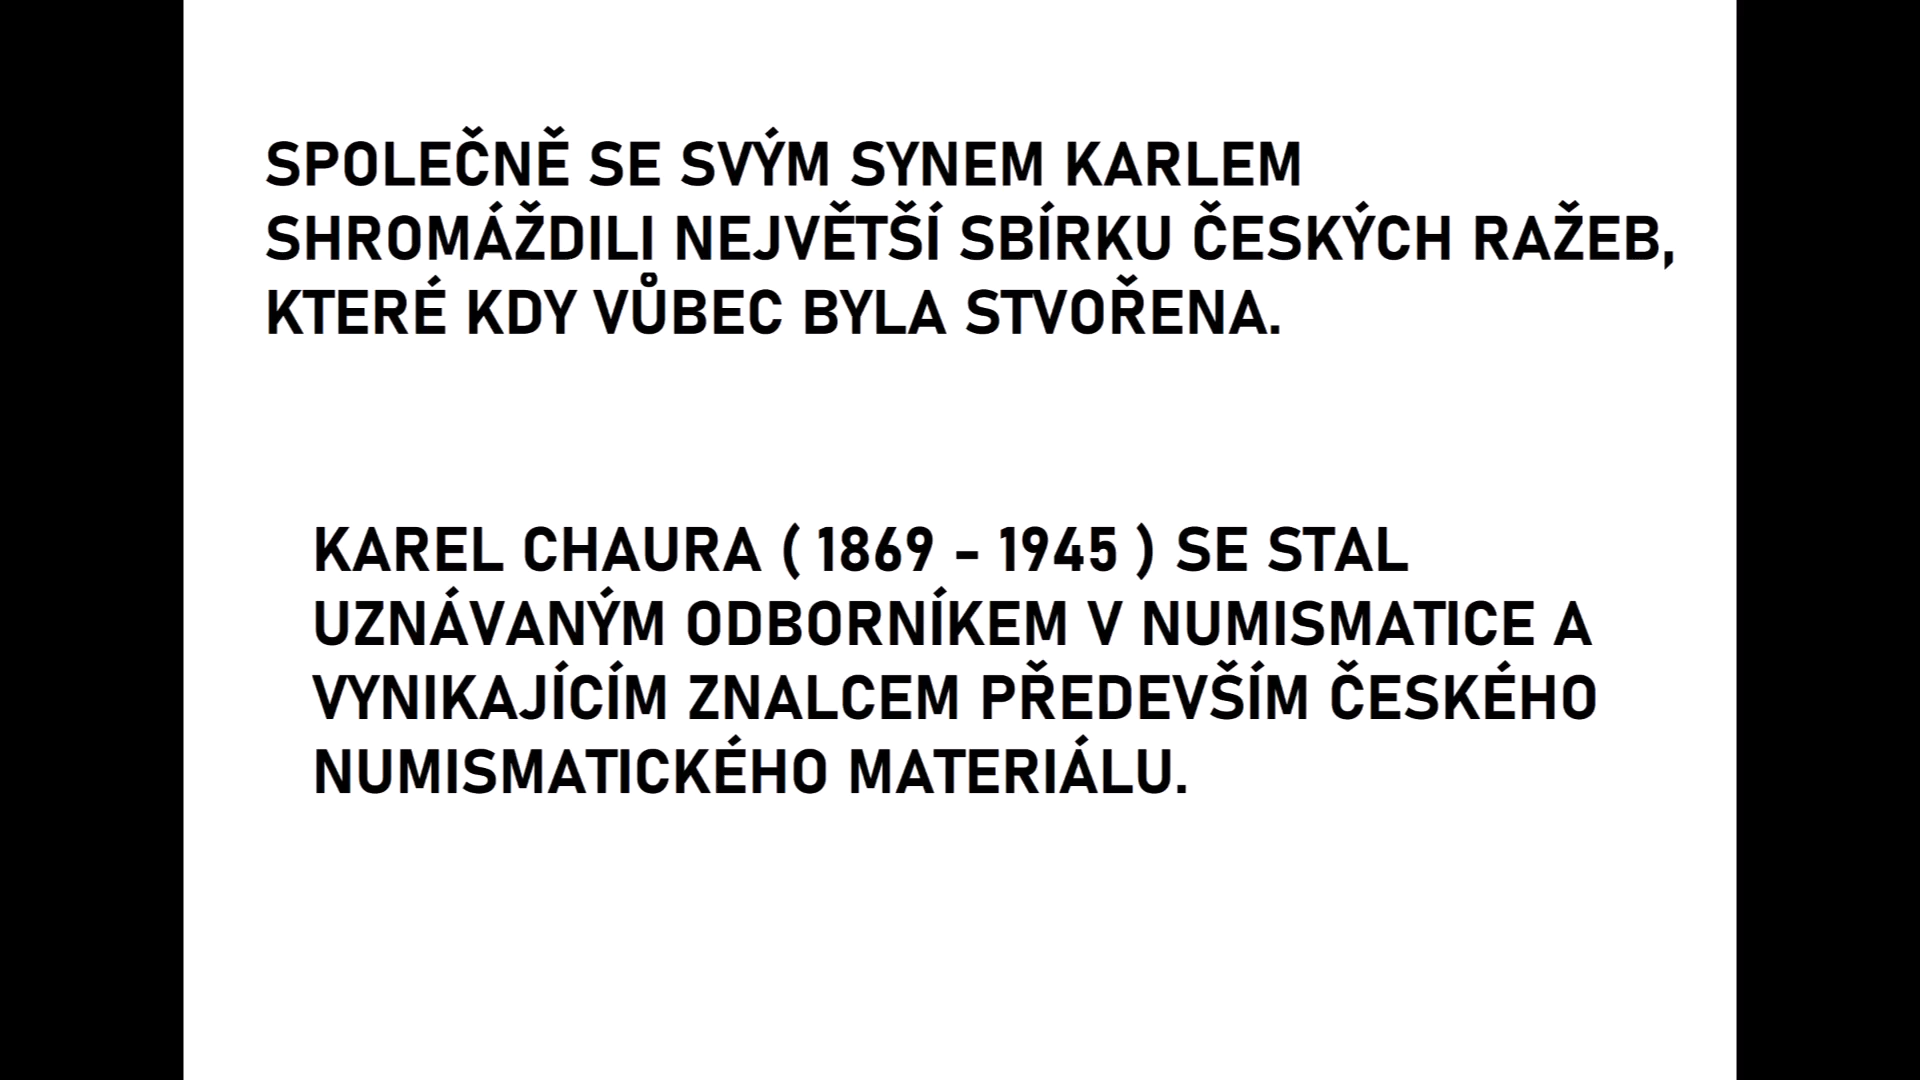 SPOLEČNĚ SE SVÝM SYNEM KARLEM
SHROMÁŽDILI NEJVĚTŠÍ SBÍRKU ČESKÝCH RAŽEB,
KTERÉ KDY VŮBEC BYLA STVOŘENA.
KAREL CHAURA ( 1869 - 1945 ) SE STAL
UZNÁVANÝM ODBORNÍKEM V NUMISMATICE A
VYNIKAJÍCÍM ZNALCEM PŘEDEVŠÍM ČESKÉHO
NUMISMATICKÉHO MATERIÁLU.